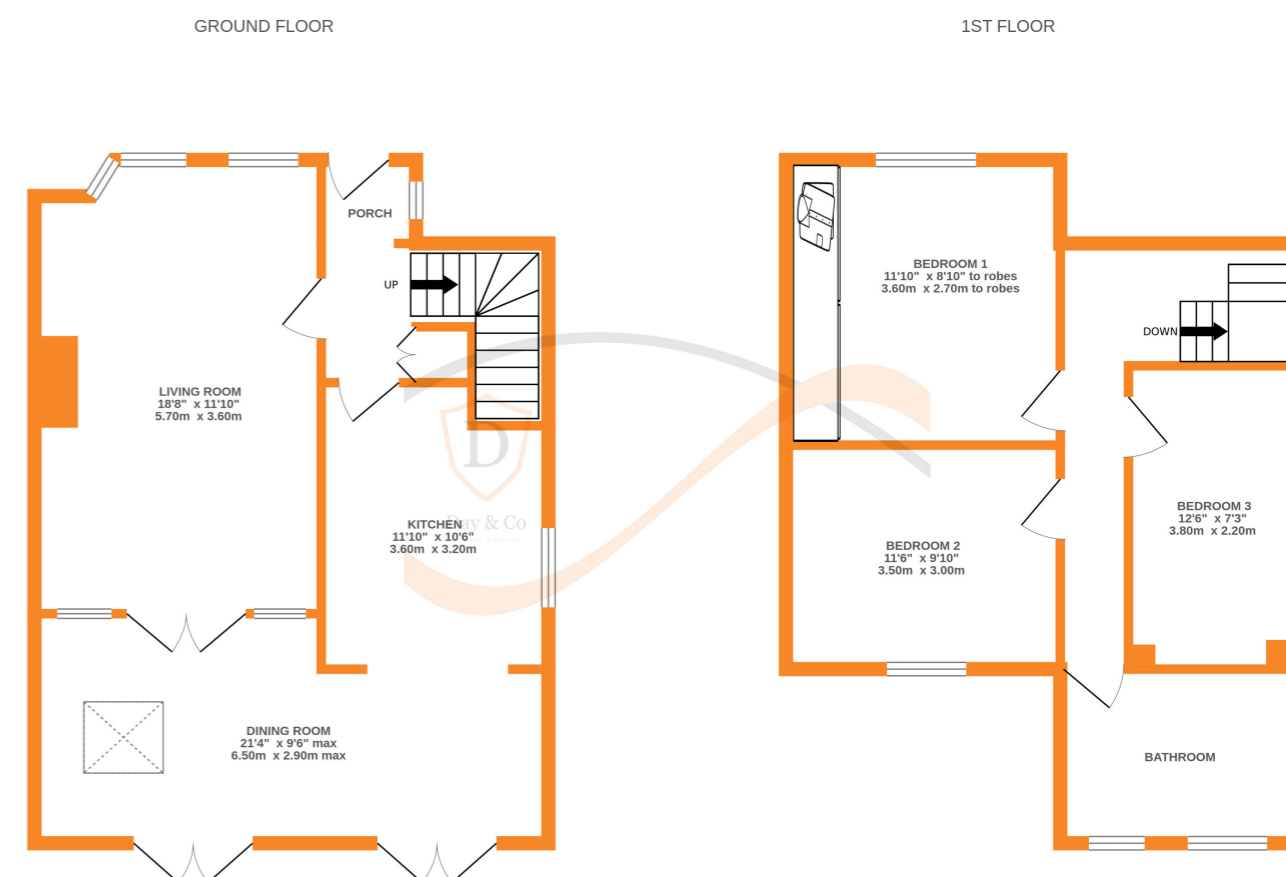 GROUND FLOOR
1ST FLOOR
PORCH
UP
LIVING ROOM
18'8" x 11'10"
5.70m x 3.60m
KITCHEN
11'10" x 10'6"
3.60m x 3.20m
D
Day & Co
DINING ROOM
21'4" x 9'6" max
6.50m x 2.90m max
BEDROOM 1
11'10" x 8'10" to robes
3.60m x 2.70m to robes
DOWN
BEDROOM 2
11'6" x 9'10"
3.50m x 3.00m
BEDROOM 3
12'6" x 7'3"
3.80m x 2.20m
BATHROOM